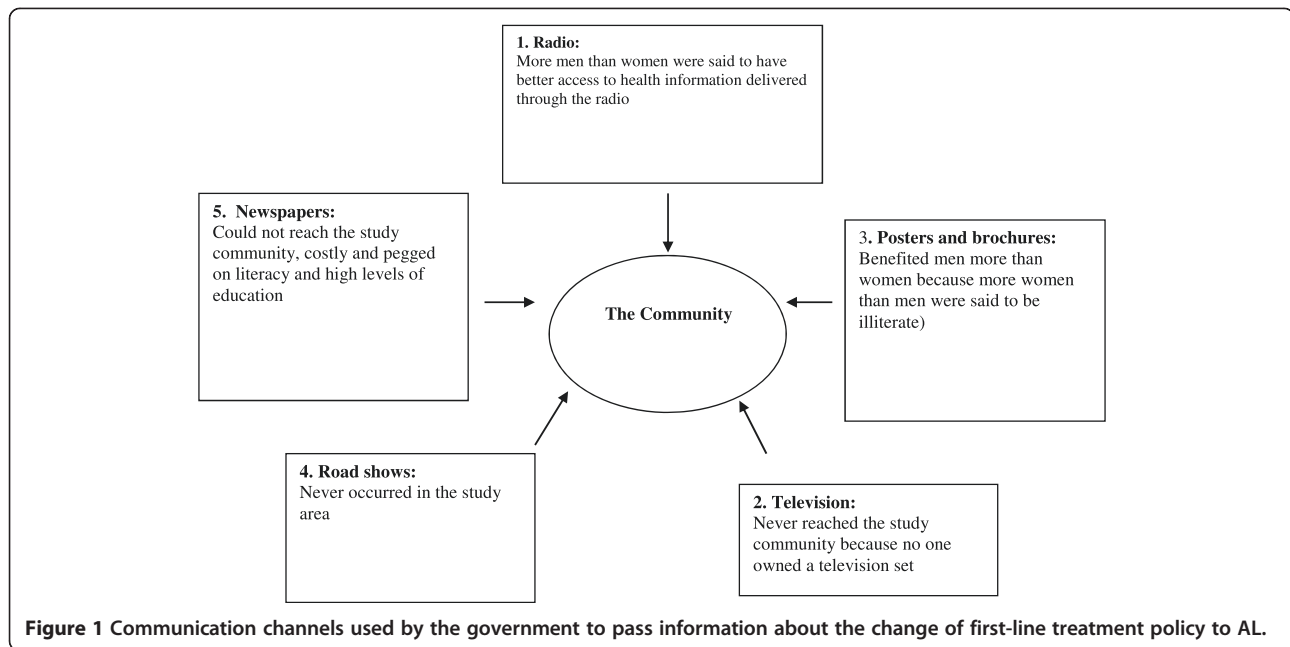 1. Radio:
More men than women were said to have
better access to health information delivered
through the radio
5. Newspapers:
Could not reach the study
community, costly and pegged
on literacy and high levels of
education
3. Posters and brochures:
Benefited men more than
women because more women
than men were said to be
illiterate)
The Community
4. Road shows:
Never occurred in the study
area
2. Television:
Never reached the study
community because no one
owned a television set
Figure 1 Communication channels used by the government to pass information about the change of first-line treatment policy to AL.